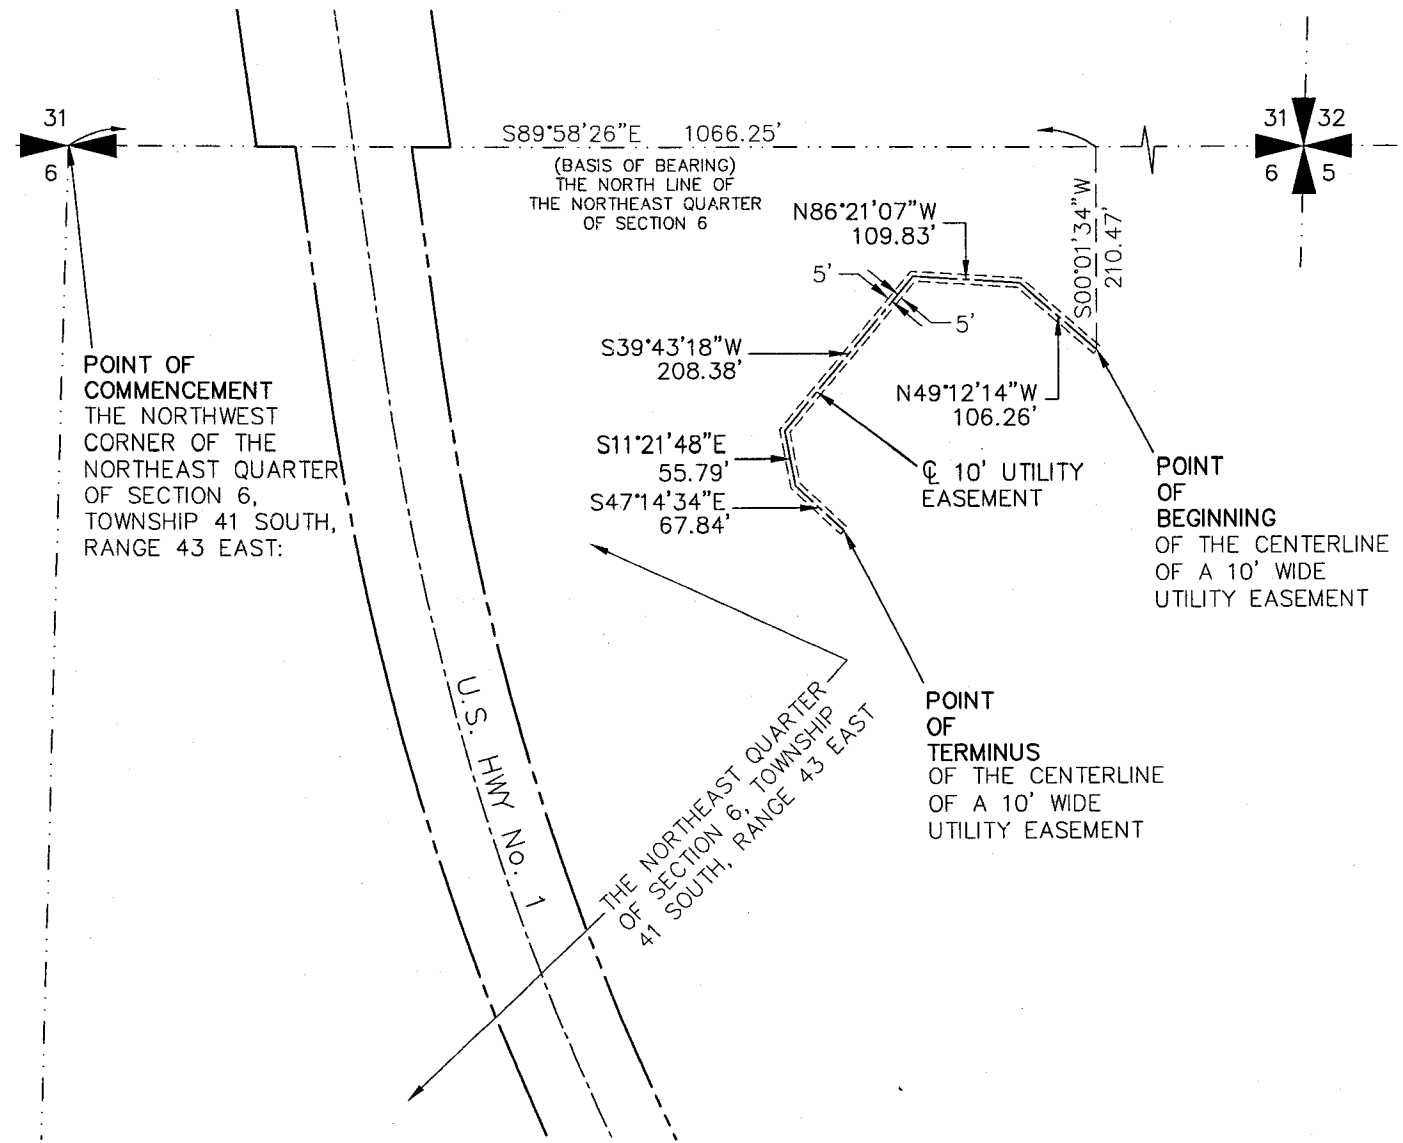 31
6
S89°58'26"E 1066.25'
(BASIS OF BEARING)
THE NORTH LINE OF
THE NORTHEAST QUARTER
OF SECTION 6
31 32
6 5
S00°01'34"W
210.47'
N86°21'07"W
109.83'
5'
5'
S39°43'18"W
208.38'
N49°12'14"W
106.26'
S11°21'48"E
55.79'
S47°14'34"E
67.84'
℄ 10' UTILITY
EASEMENT
POINT OF
COMMENCEMENT
THE NORTHWEST
CORNER OF THE
NORTHEAST QUARTER
OF SECTION 6,
TOWNSHIP 41 SOUTH,
RANGE 43 EAST:
POINT
OF
BEGINNING
OF THE CENTERLINE
OF A 10' WIDE
UTILITY EASEMENT
POINT
OF
TERMINUS
OF THE CENTERLINE
OF A 10' WIDE
UTILITY EASEMENT
U.S. HWY No. 1
THE NORTHEAST QUARTER
OF SECTION 6, TOWNSHIP
41 SOUTH, RANGE 43 EAST